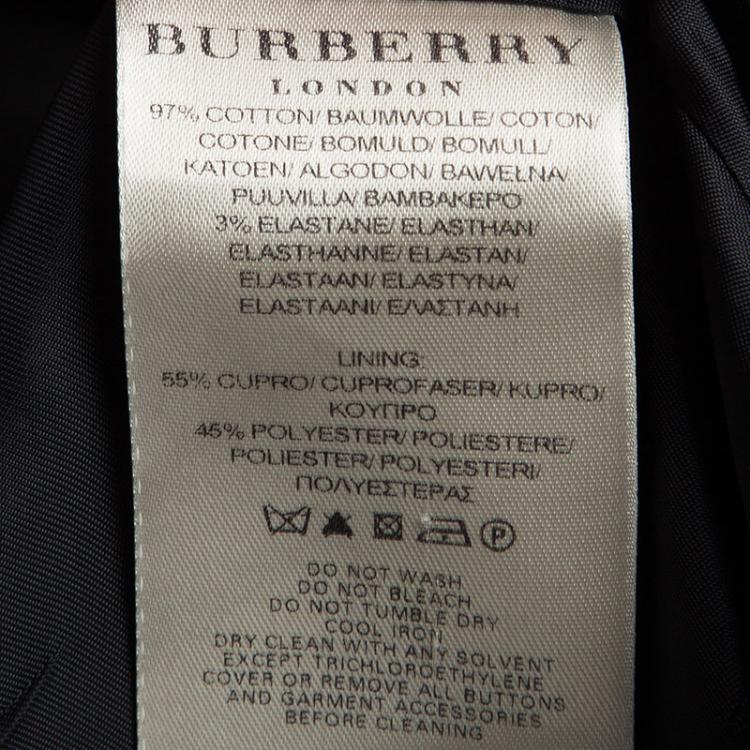 BURBERRY
LONDON
97% COTTON/ BAUMWOLLE/ COTON/
COTONE/ BOMULD/ BOMULL/
KATOEN/ ALGODON/ BAWEŁNA/
PUUVILLA/ ΒΑΜΒΑΚΕΡΟ
3% ELASTANE/ ELASTHAN/
ELASTHANNE/ ELASTAN/
ELASTAAN/ ELASTYNA/
ELASTAANI/ ΕΛΑΣΤΑΝΗ
LINING:
55% CUPRO/ CUPROFASER/ KUPRO/
ΚΟΥΠΡΟ
45% POLYESTER/ POLIESTERE/
POLIESTER/ POLYESTERI/
ΠΟΛΥΕΣΤΕΡΑΣ
P
DO NOT WASH
DO NOT BLEACH
DO NOT TUMBLE DRY
COOL IRON
DRY CLEAN WITH ANY SOLVENT
EXCEPT TRICHLOROETHYLENE
COVER OR REMOVE ALL BUTTONS
AND GARMENT ACCESSORIES
BEFORE CLEANING